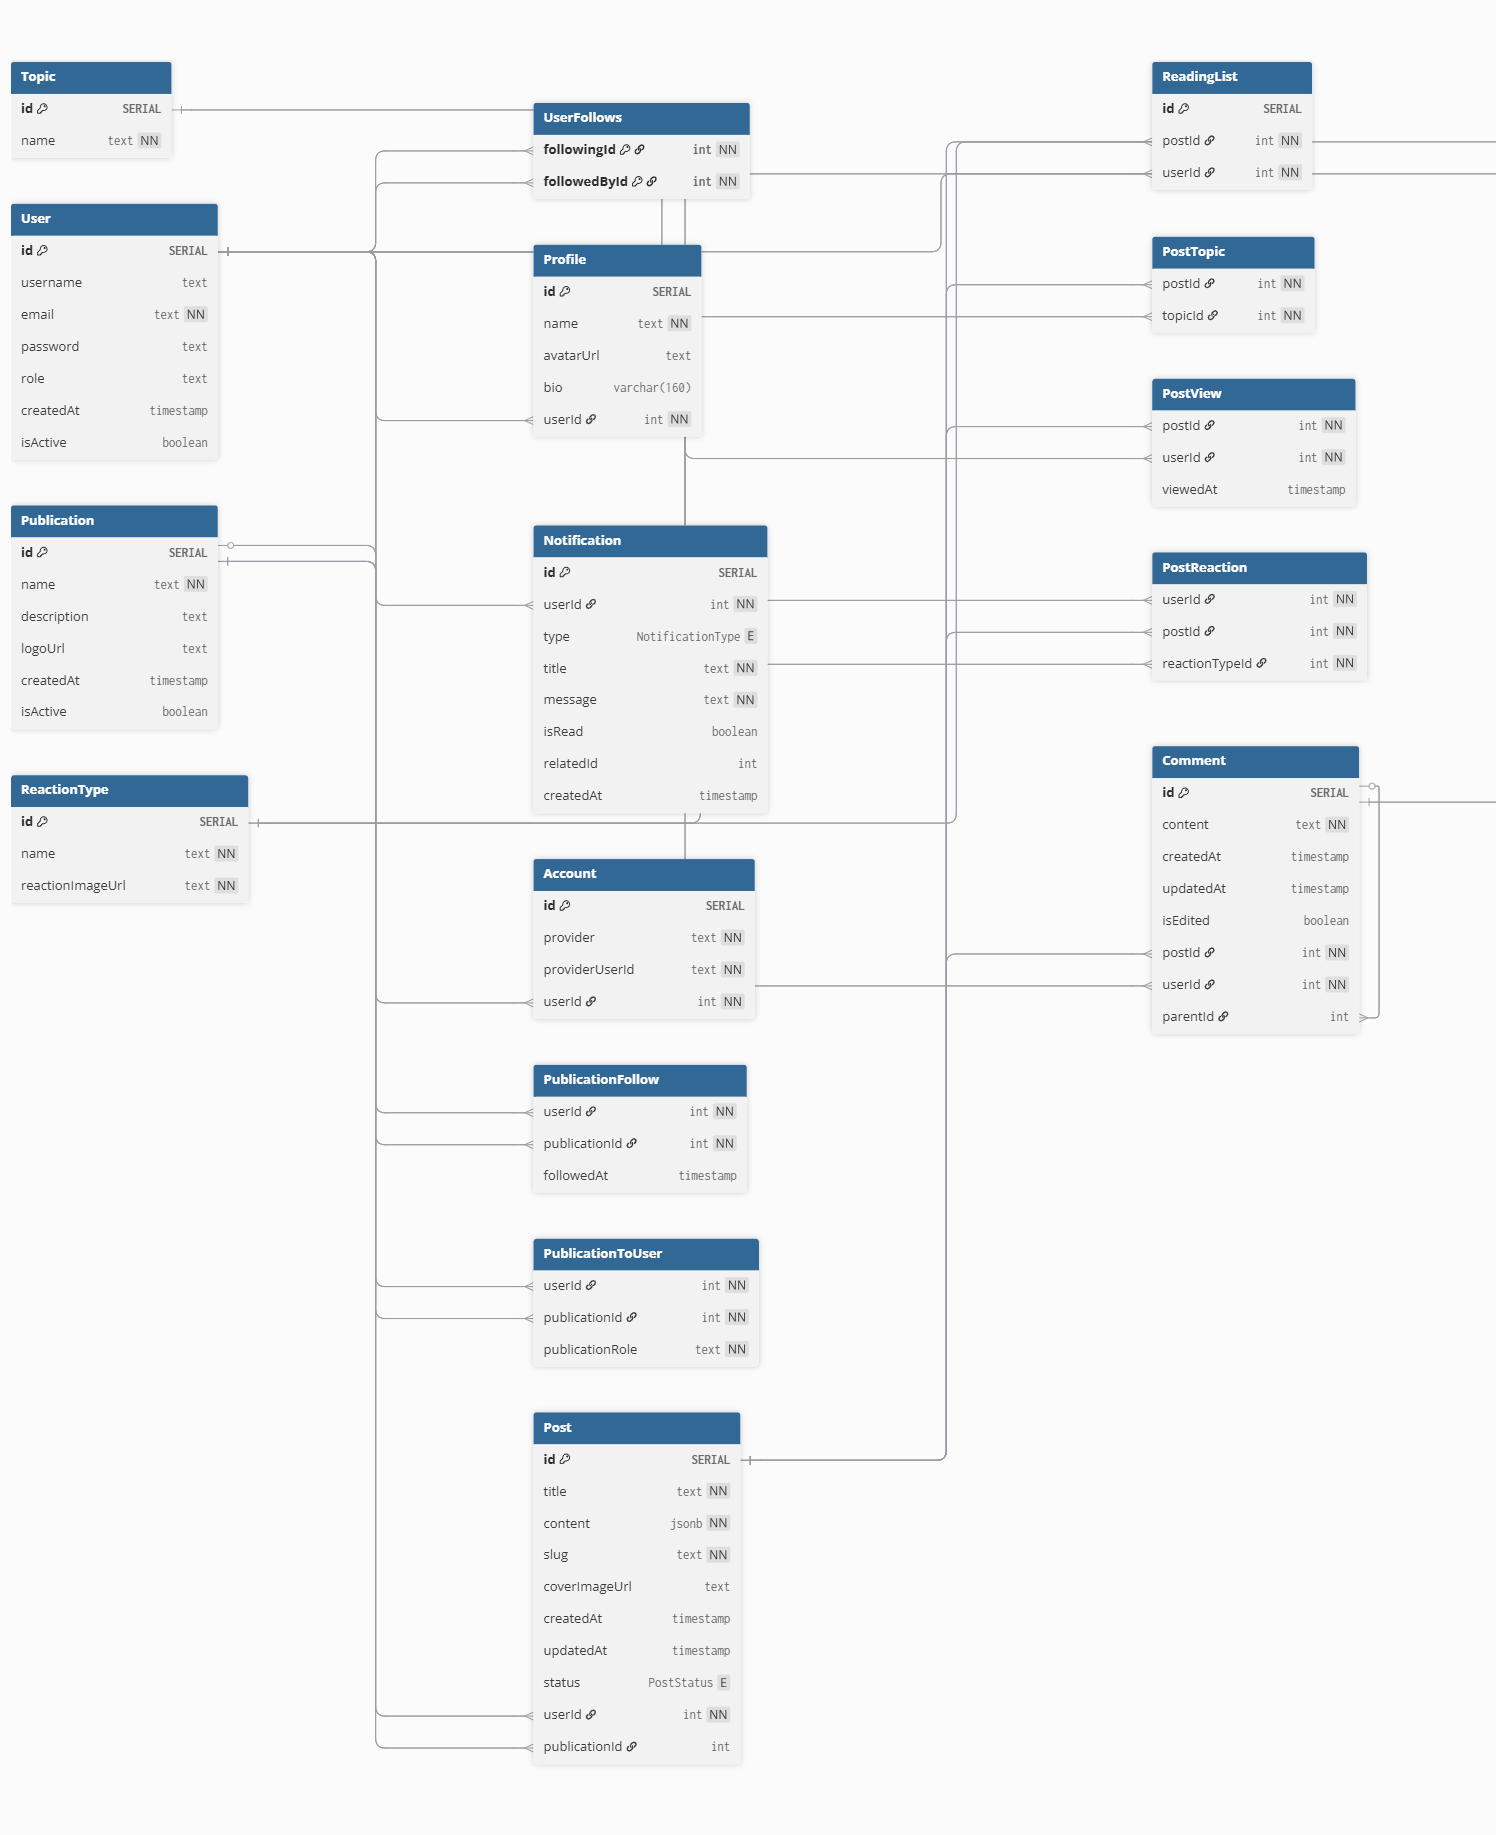 Topic
id SERIAL
name text NN
User
id SERIAL
username text
email text NN
password text
role text
createdAt timestamp
isActive boolean
Publication
id SERIAL
name text NN
description text
logoUrl text
createdAt timestamp
isActive boolean
ReactionType
id SERIAL
name text NN
reactionImageUrl text NN
UserFollows
followingId int NN
followedById int NN
Profile
id SERIAL
name text NN
avatarUrl text
bio varchar(160)
userId int NN
Notification
id SERIAL
userId int NN
type NotificationType E
title text NN
message text NN
isRead boolean
relatedId int
createdAt timestamp
Account
id SERIAL
provider text NN
providerUserId text NN
userId int NN
PublicationFollow
userId int NN
publicationId int NN
followedAt timestamp
PublicationToUser
userId int NN
publicationId int NN
publicationRole text NN
Post
id SERIAL
title text NN
content jsonb NN
slug text NN
coverImageUrl text
createdAt timestamp
updatedAt timestamp
status PostStatus E
userId int NN
publicationId int
ReadingList
id SERIAL
postId int NN
userId int NN
PostTopic
postId int NN
topicId int NN
PostView
postId int NN
userId int NN
viewedAt timestamp
PostReaction
userId int NN
postId int NN
reactionTypeId int NN
Comment
id SERIAL
content text NN
createdAt timestamp
updatedAt timestamp
isEdited boolean
postId int NN
userId int NN
parentId int